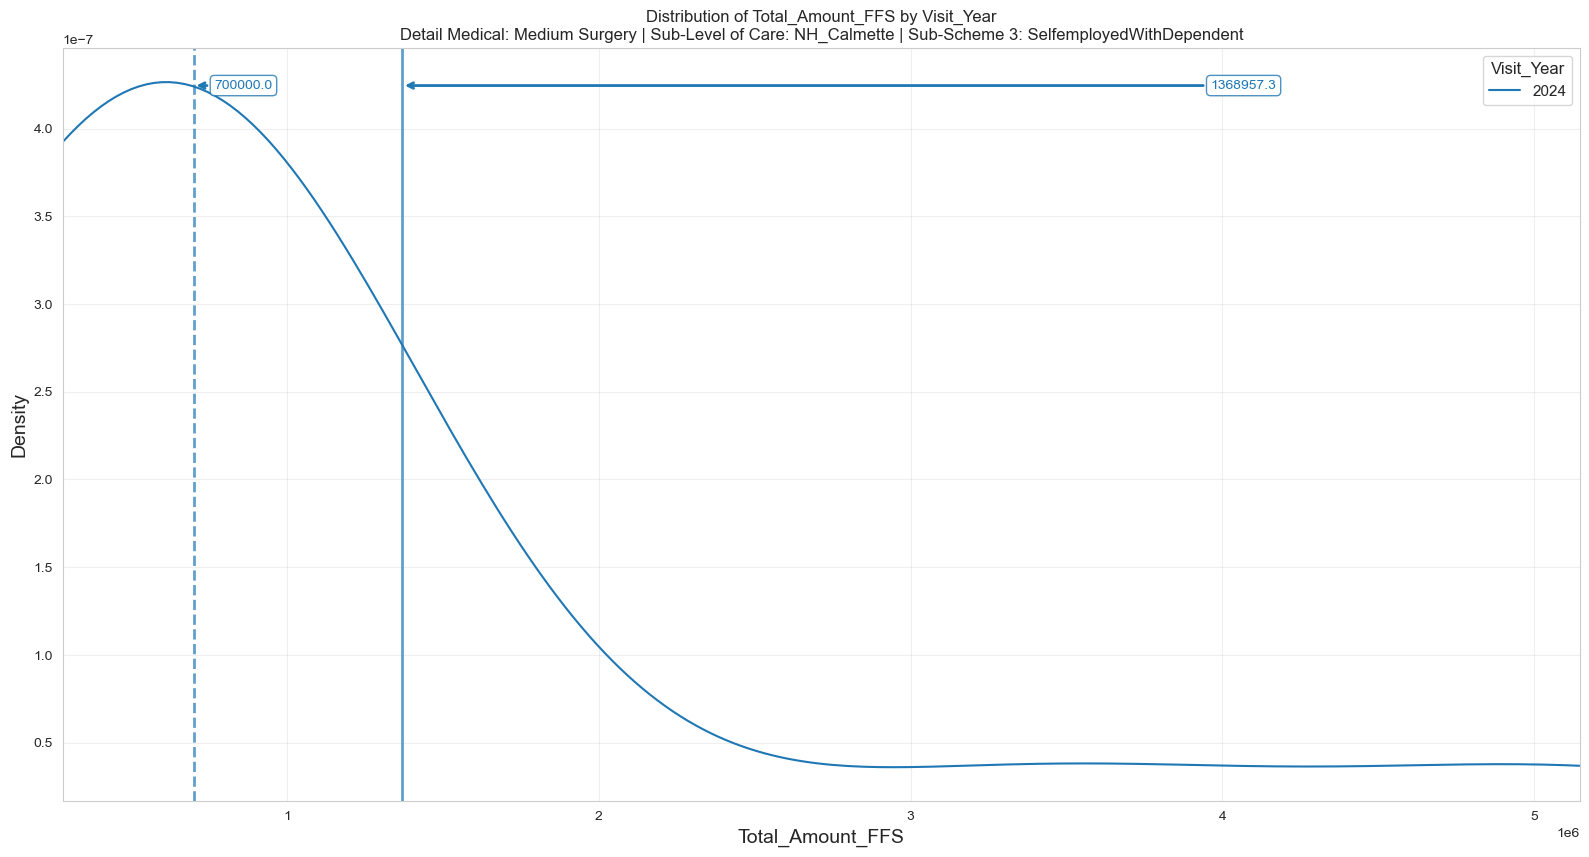 Distribution of Total_Amount_FFS by Visit_Year
Detail Medical: Medium Surgery | Sub-Level of Care: NH_Calmette | Sub-Scheme 3: SelfemployedWithDependent
1e−7
700000.0
1368957.3
Visit_Year
2024
4.0
3.5
3.0
2.5
2.0
1.5
1.0
0.5
Density
1
2
3
4
5
1e6
Total_Amount_FFS